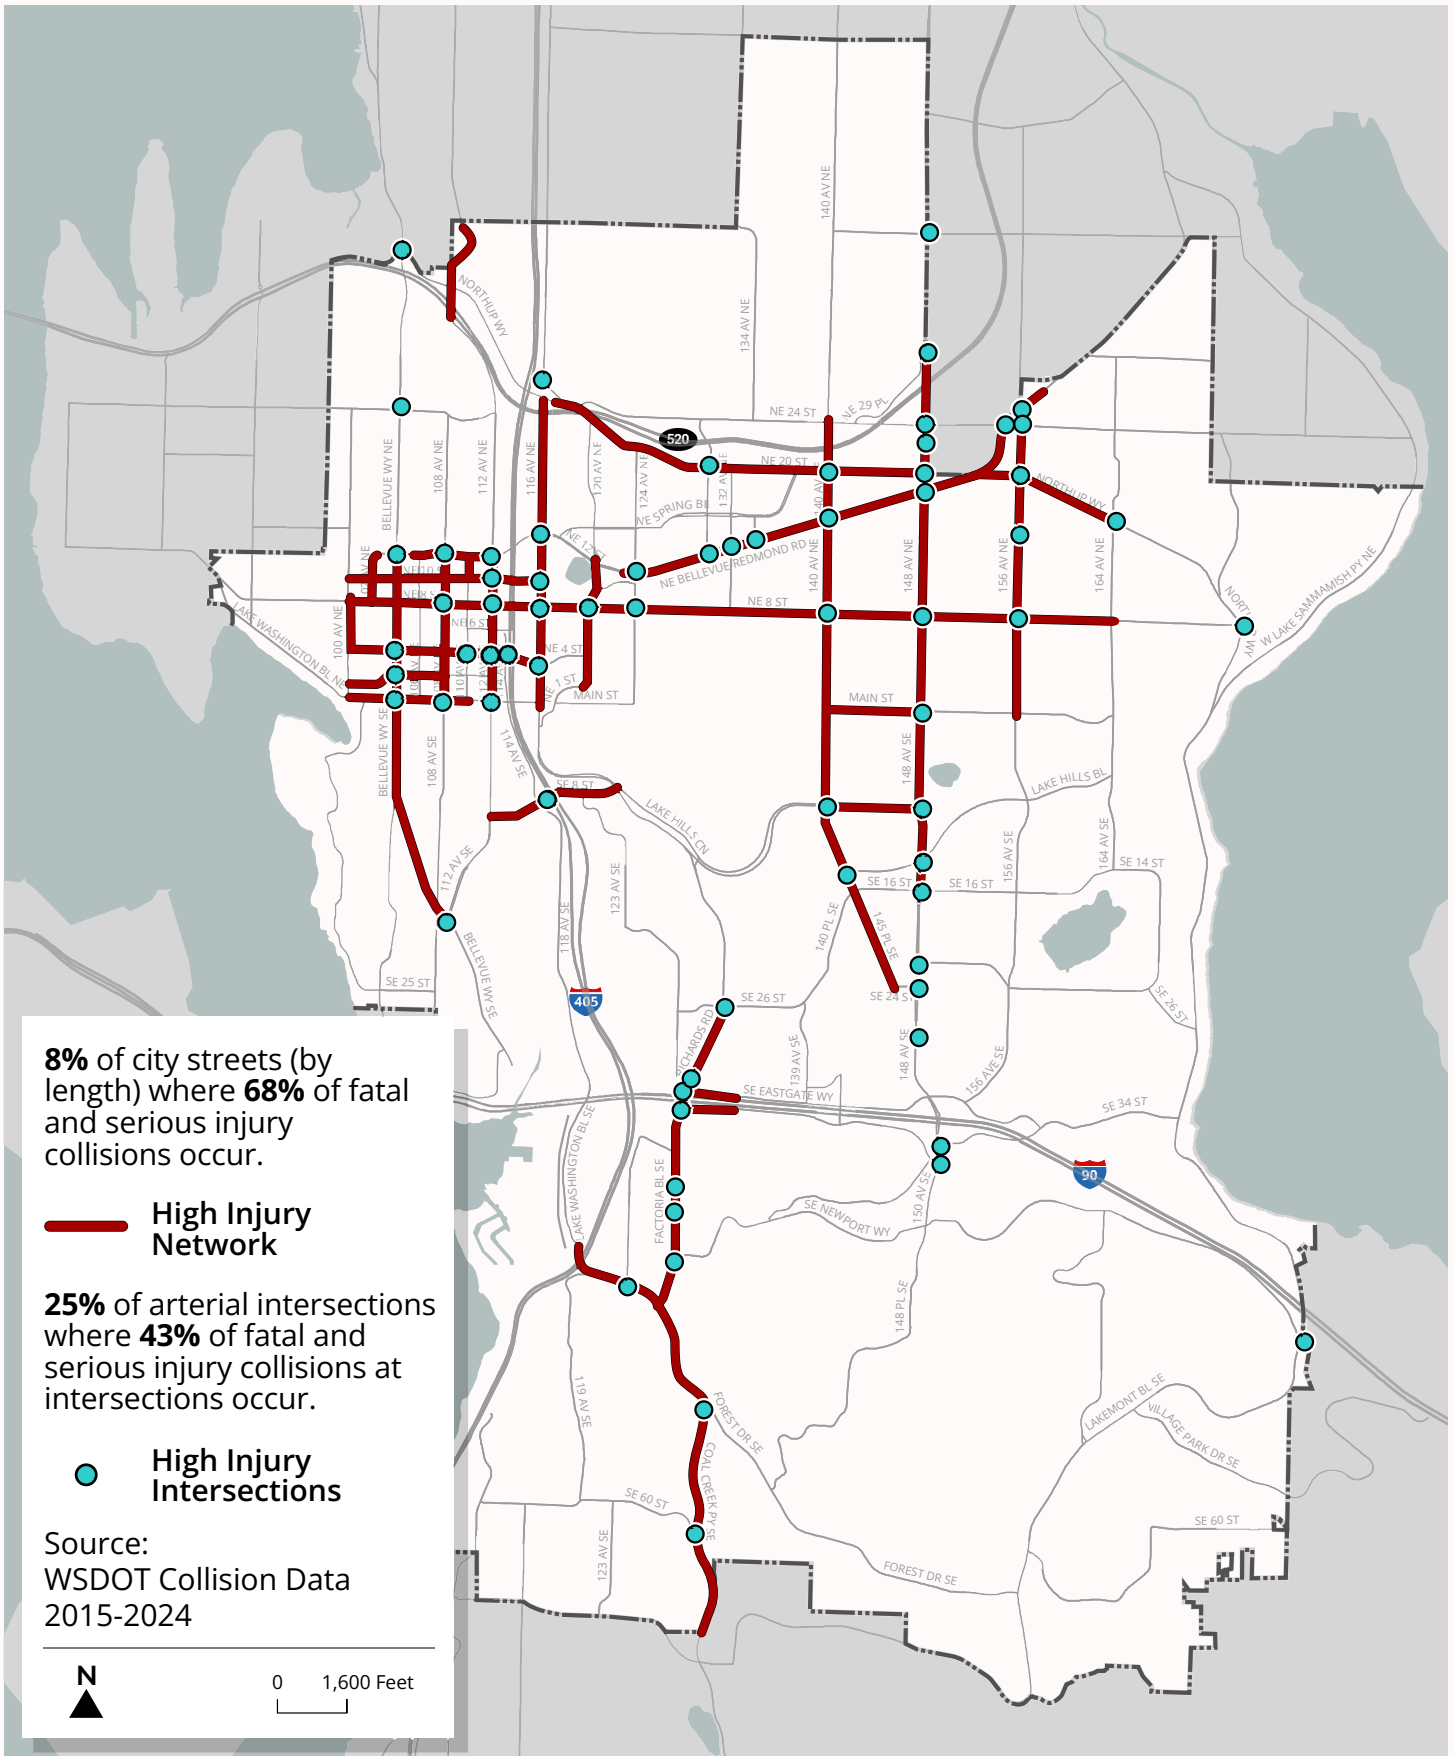 140 AV NE
NORTHUP WY
134 AV NE
NE 24 ST
NE 29 PL
520
BELLEVUE WY NE
108 AV NE
112 AV NE
116 AV NE
120 AV NE
124 AV NE
132
NE 20 ST
140 AV
NORTHUP WY
SPRING BL
NE 12 ST
NE BELLEVUE-REDMOND RD
140 AV NE
148 AV NE
156 AV NE
164 AV NE
W LAKE SAMMAMISH PY NE
NE 10
NE 8
NE 8 ST
100 AV NE
LAKE WASHINGTON BL NE
NE 6 ST
NE 4 ST
NE 1 ST
MAIN ST
MAIN ST
BELLEVUE WY SE
108 AV SE
114 AV SE
SE 8 ST
148 AV SE
LAKE HILLS BL
LAKE HILLS CN
112 AV SE
123 AV SE
156 AV SE
164 AV SE
SE 14 ST
SE 16 ST
SE 16 ST
118 AV SE
140 PL SE
145 PL SE
BELLEVUE WY SE
SE 25 ST
405
SE 26 ST
SE 24 ST
SE 26 ST
RICHARDS RD
139 AV SE
148 AV SE
156 AVE SE
SE EASTGATE WY
SE 34 ST
LAKE WASHINGTON BL SE
FACTORIA BL SE
90
150 AV SE
SE NEWPORT WY
148 PL SE
119 AV SE
FOREST DR SE
COAL CREEK PY SE
LAKEMONT BL SE
VILLAGE PARK DR SE
SE 60 ST
SE 60 ST
123 AV SE
FOREST DR SE
8% of city streets (by
length) where 68% of fatal
and serious injury
collisions occur.
High Injury
Network
25% of arterial intersections
where 43% of fatal and
serious injury collisions at
intersections occur.
High Injury
Intersections
Source:
WSDOT Collision Data
2015-2024
N
0 1,600 Feet